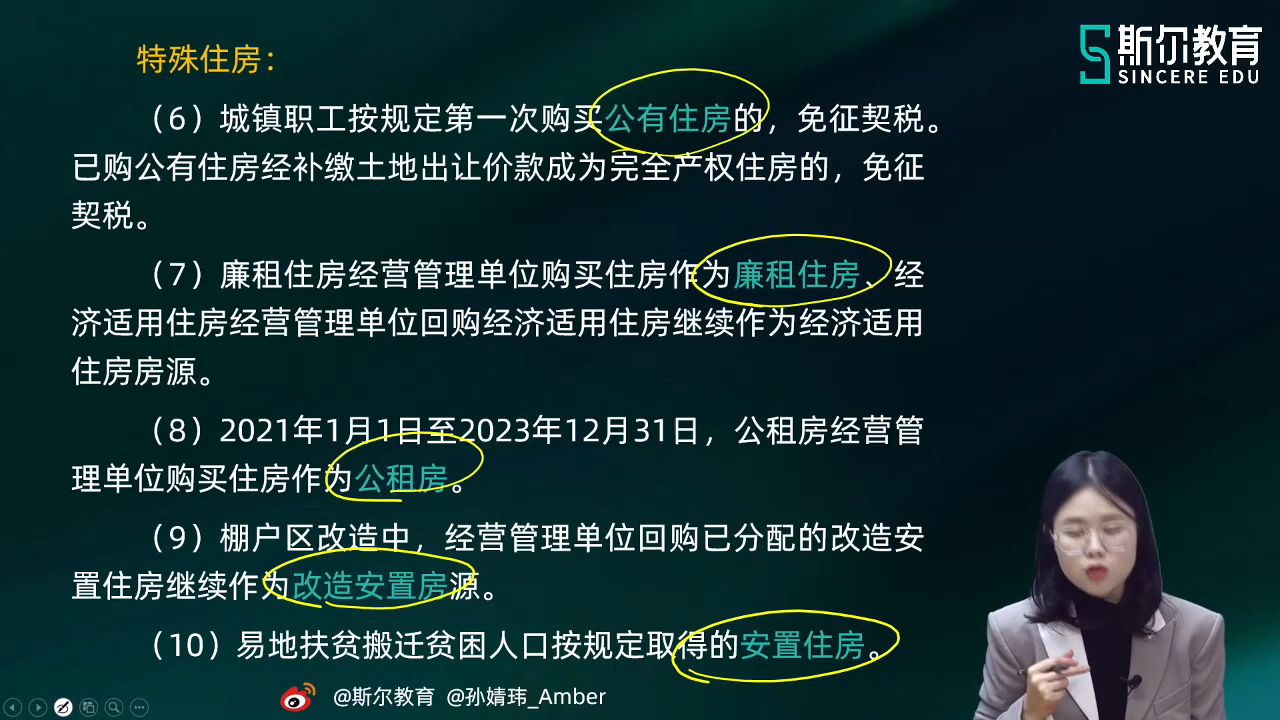 斯尔教育
SINCERE EDU
特殊住房：
（6）城镇职工按规定第一次购买公有住房的，免征契税。
已购公有住房经补缴土地出让价款成为完全产权住房的，免征
契税。
（7）廉租住房经营管理单位购买住房作为廉租住房、经
济适用住房经营管理单位回购经济适用住房继续作为经济适用
住房房源。
（8）2021年1月1日至2023年12月31日，公租房经营管
理单位购买住房作为公租房。
（9）棚户区改造中，经营管理单位回购已分配的改造安
置住房继续作为改造安置房源。
（10）易地扶贫搬迁贫困人口按规定取得的安置住房。
@斯尔教育 @孙婧玮_Amber